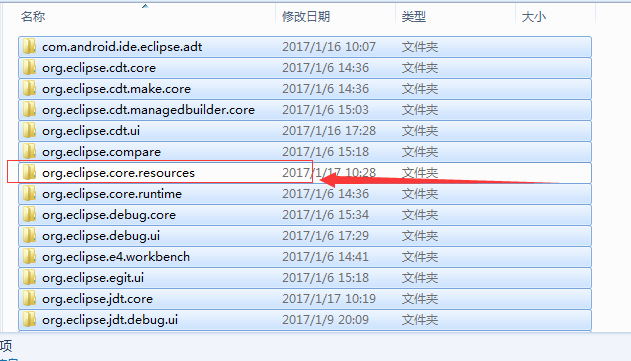 名称 修改日期 类型 大小
com.android.ide.eclipse.adt 2017/1/16 10:07 文件夹
org.eclipse.cdt.core 2017/1/6 14:36 文件夹
org.eclipse.cdt.make.core 2017/1/6 14:36 文件夹
org.eclipse.cdt.managedbuilder.core 2017/1/6 15:03 文件夹
org.eclipse.cdt.ui 2017/1/16 17:28 文件夹
org.eclipse.compare 2017/1/6 15:18 文件夹
org.eclipse.core.resources 2017/1/17 10:28 文件夹
org.eclipse.core.runtime 2017/1/6 14:36 文件夹
org.eclipse.debug.core 2017/1/6 15:34 文件夹
org.eclipse.debug.ui 2017/1/6 17:29 文件夹
org.eclipse.e4.workbench 2017/1/6 14:41 文件夹
org.eclipse.egit.ui 2017/1/6 15:18 文件夹
org.eclipse.jdt.core 2017/1/17 10:19 文件夹
org.eclipse.jdt.debug.ui 2017/1/9 20:09 文件夹
项